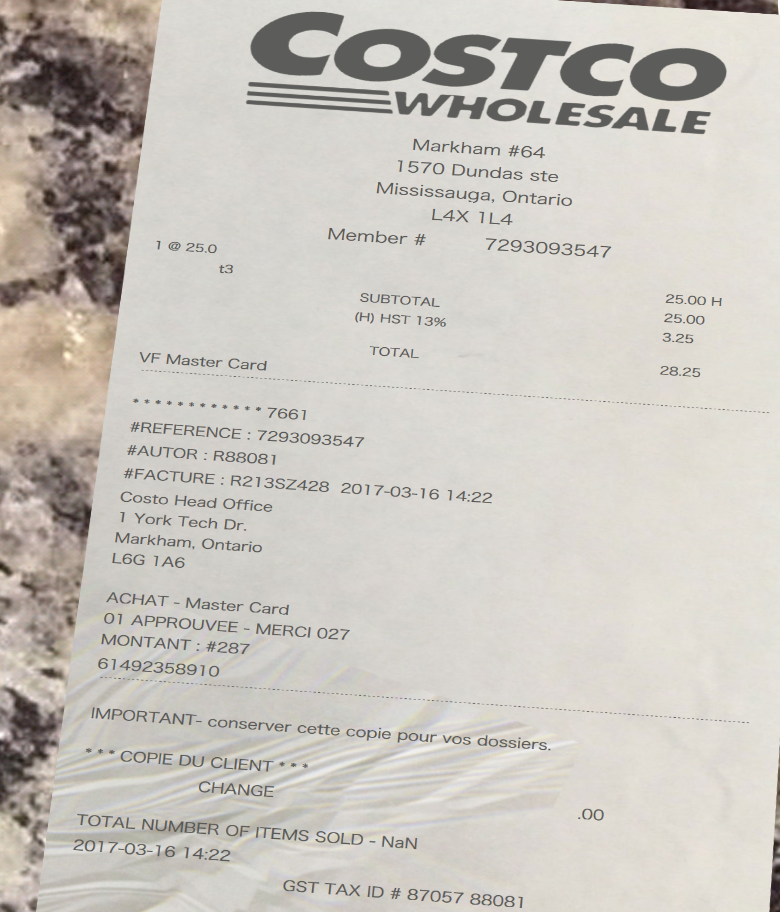 COSTCO
WHOLESALE
Markham #64
1570 Dundas ste
Mississauga, Ontario
L4X 1L4
Member # 7293093547
1 @ 25.0
t3
25.00 H
SUBTOTAL 25.00
(H) HST 13% 3.25
TOTAL 28.25
VF Master Card
* * * * * * * * * * * * 7661
#REFERENCE : 7293093547
#AUTOR : R88081
#FACTURE : R213SZ428 2017-03-16 14:22
Costo Head Office
1 York Tech Dr.
Markham, Ontario
L6G 1A6
ACHAT - Master Card
01 APPROUVEE - MERCI 027
MONTANT : #287
61492358910
IMPORTANT- conserver cette copie pour vos dossiers.
* * * COPIE DU CLIENT * * *
CHANGE .00
TOTAL NUMBER OF ITEMS SOLD - NaN
2017-03-16 14:22
GST TAX ID # 87057 88081